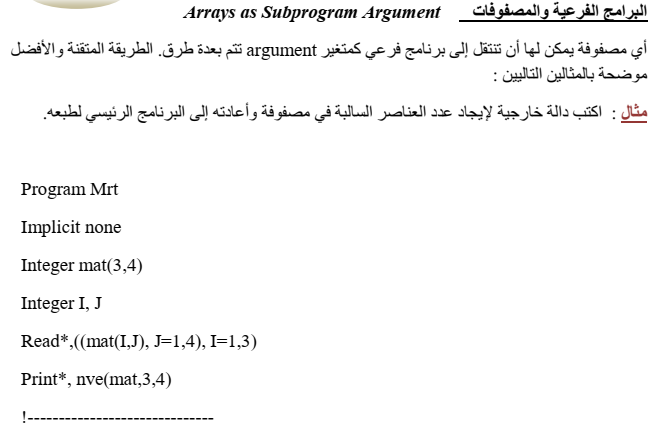 البرامج الفرعية والمصفوفات Arrays as Subprogram Argument
أي مصفوفة يمكن لها أن تنتقل إلى برنامج فرعي كمتغير argument تتم بعدة طرق. الطريقة المتقنة والأفضل
موضحة بالمثالين التاليين :
مثال : اكتب دالة خارجية لإيجاد عدد العناصر السالبة في مصفوفة وأعادته إلى البرنامج الرئيسي لطبعه.
Program Mrt
Implicit none
Integer mat(3,4)
Integer I, J
Read*,((mat(I,J), J=1,4), I=1,3)
Print*, nve(mat,3,4)
!------------------------------